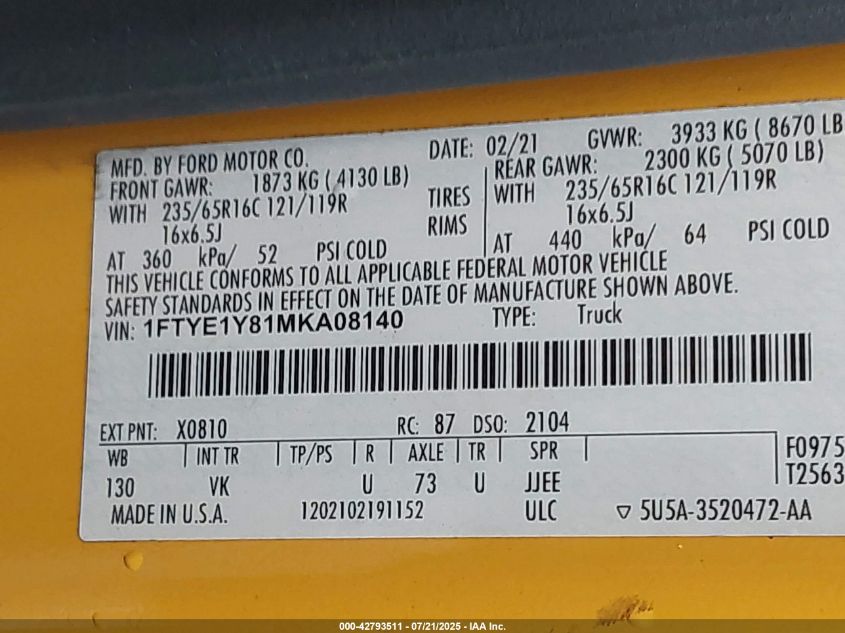 MFD. BY FORD MOTOR CO. DATE: 02/21 GVWR: 3933 KG ( 8670 LB
FRONT GAWR: 1873 KG ( 4130 LB) REAR GAWR: 2300 KG ( 5070 LB)
WITH 235/65R16C 121/119R TIRES WITH 235/65R16C 121/119R
16x6.5J RIMS 16x6.5J
AT 360 kPa/ 52 PSI COLD AT 440 kPa/ 64 PSI COLD
THIS VEHICLE CONFORMS TO ALL APPLICABLE FEDERAL MOTOR VEHICLE
SAFETY STANDARDS IN EFFECT ON THE DATE OF MANUFACTURE SHOWN ABOVE.
VIN: 1FTYE1Y81MKA08140 TYPE: Truck
EXT PNT: X0810 RC: 87 DSO: 2104
WB INT TR TP/PS R AXLE TR SPR F0975
130 VK U 73 U JJEE T2563
MADE IN U.S.A. 1202102191152 ULC ▽ 5U5A-3520472-AA
000-42793511 - 07/21/2025 - IAA Inc.